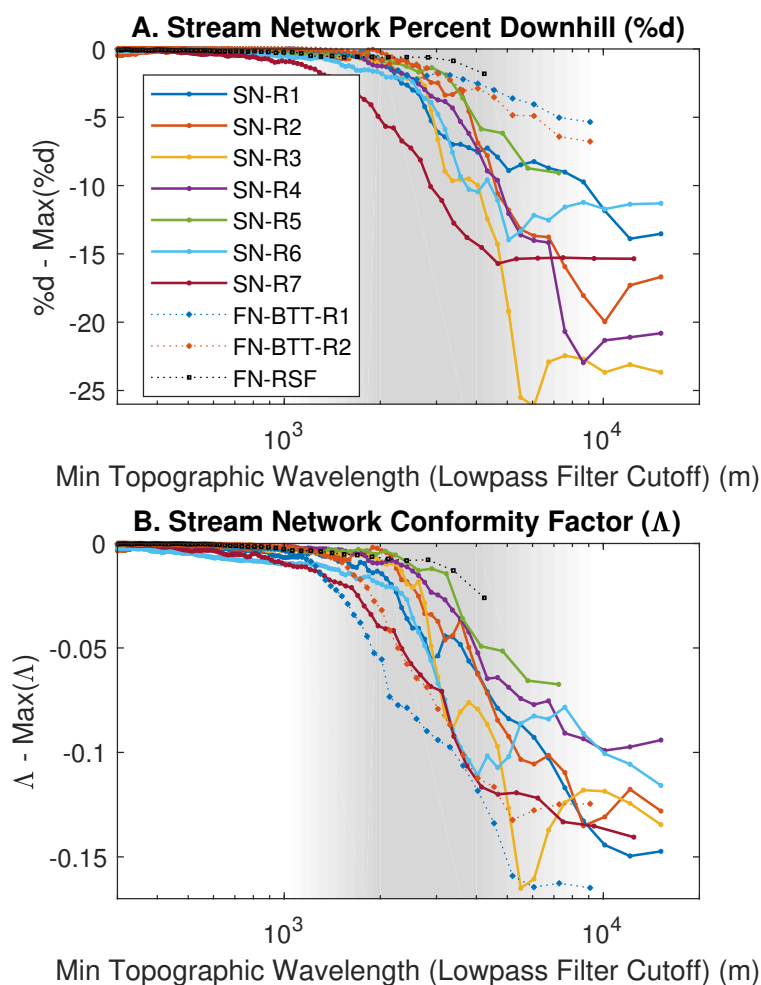 A. Stream Network Percent Downhill (%d)
%d - Max(%d)
0
-5
-10
-15
-20
-25
SN-R1
SN-R2
SN-R3
SN-R4
SN-R5
SN-R6
SN-R7
FN-BTT-R1
FN-BTT-R2
FN-RSF
10^3
10^4
Min Topographic Wavelength (Lowpass Filter Cutoff) (m)
B. Stream Network Conformity Factor (Λ)
Λ - Max(Λ)
0
-0.05
-0.1
-0.15
10^3
10^4
Min Topographic Wavelength (Lowpass Filter Cutoff) (m)